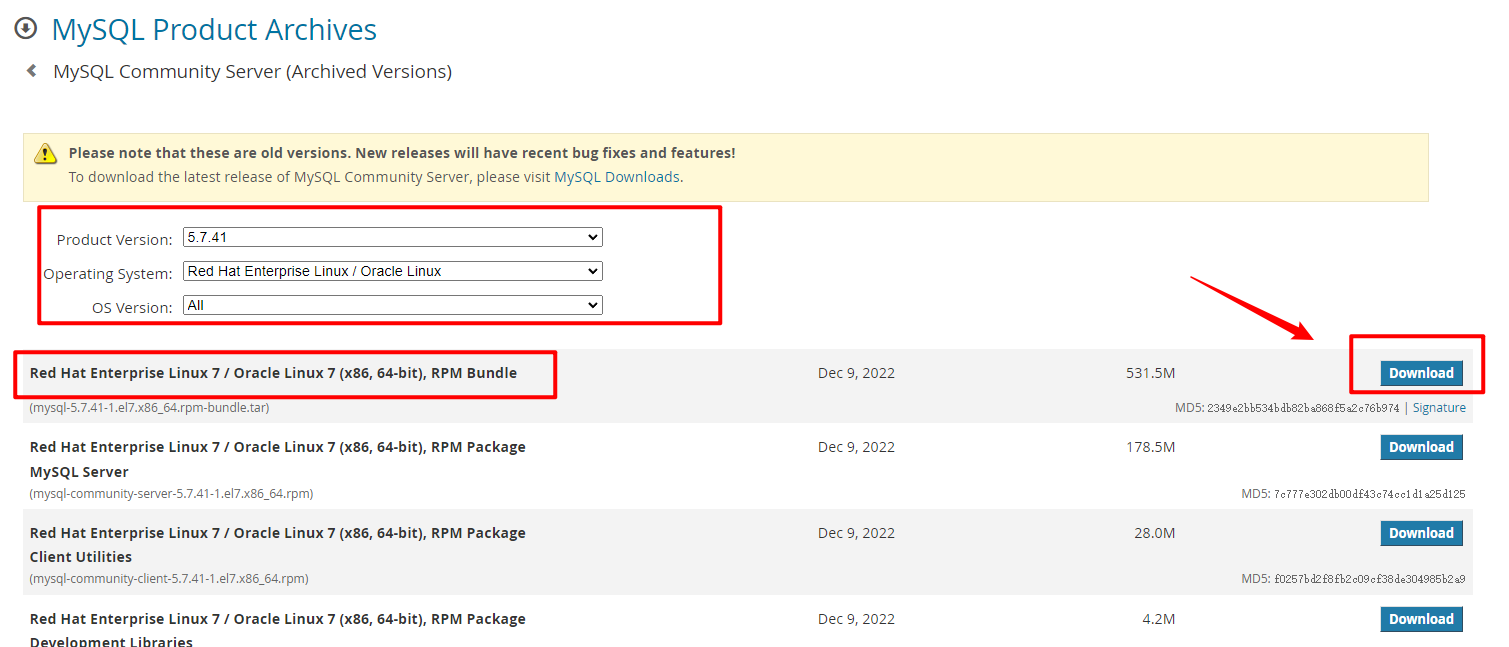 MySQL Product Archives
MySQL Community Server (Archived Versions)
Please note that these are old versions. New releases will have recent bug fixes and features!
To download the latest release of MySQL Community Server, please visit MySQL Downloads.
Product Version: 5.7.41
Operating System: Red Hat Enterprise Linux / Oracle Linux
OS Version: All
Red Hat Enterprise Linux 7 / Oracle Linux 7 (x86, 64-bit), RPM Bundle Dec 9, 2022 531.5M Download
(mysql-5.7.41-1.el7.x86_64.rpm-bundle.tar) MD5: 2349e2bb534bdb82ba868f5a2c76b974 | Signature
Red Hat Enterprise Linux 7 / Oracle Linux 7 (x86, 64-bit), RPM Package Dec 9, 2022 178.5M Download
MySQL Server
(mysql-community-server-5.7.41-1.el7.x86_64.rpm) MD5: 7c777e302db00df43c74cc1d1a25d125
Red Hat Enterprise Linux 7 / Oracle Linux 7 (x86, 64-bit), RPM Package Dec 9, 2022 28.0M Download
Client Utilities
(mysql-community-client-5.7.41-1.el7.x86_64.rpm) MD5: f0257bd2f8fb2c09cf38de304985b2a9
Red Hat Enterprise Linux 7 / Oracle Linux 7 (x86, 64-bit), RPM Package Dec 9, 2022 4.2M Download
Development Libraries